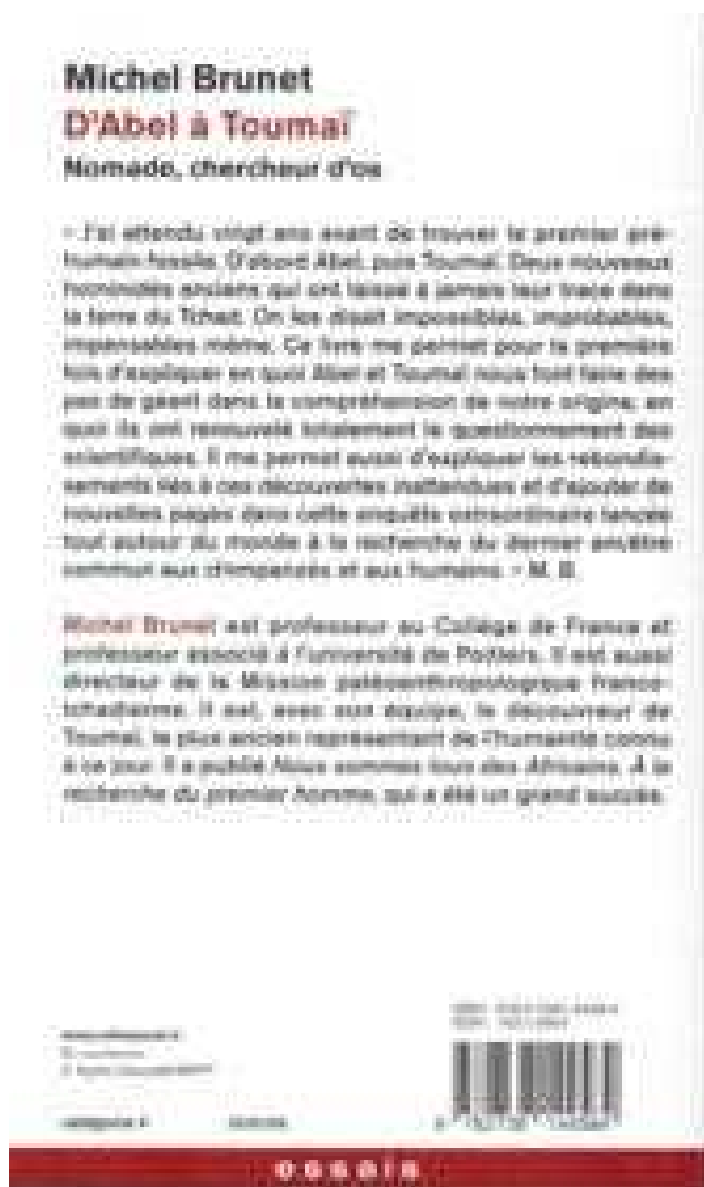 Michel Brunet
D'Abel à Toumaï
Nomade, chercheur d'os
« J'ai attendu vingt ans avant de trouver le premier pré-
humain fossile. D'abord Abel, puis Toumaï. Deux nouveaux
hominidés anciens qui ont laissé à jamais leur trace dans
la terre du Tchad. On les disait impossibles, improbables,
impensables même. Ce livre me permet pour la première
fois d'expliquer en quoi Abel et Toumaï nous font faire des
pas de géant dans la compréhension de notre origine, en
quoi ils ont renouvelé totalement le questionnement des
scientifiques. Il me permet aussi d'expliquer les rebondis-
sements liés à ces découvertes inattendues et d'ajouter de
nouvelles pages dans cette enquête extraordinaire lancée
tout autour du monde à la recherche du dernier ancêtre
commun aux chimpanzés et aux humains. » M. B.
Michel Brunet est professeur au Collège de France et
professeur associé à l'université de Poitiers. Il est aussi
directeur de la Mission paléoanthropologique franco-
tchadienne. Il est, avec son équipe, le découvreur de
Toumaï, le plus ancien représentant de l'humanité connu
à ce jour. Il a publié Nous sommes tous des Africains. À la
recherche du premier homme, qui a été un grand succès.
essais